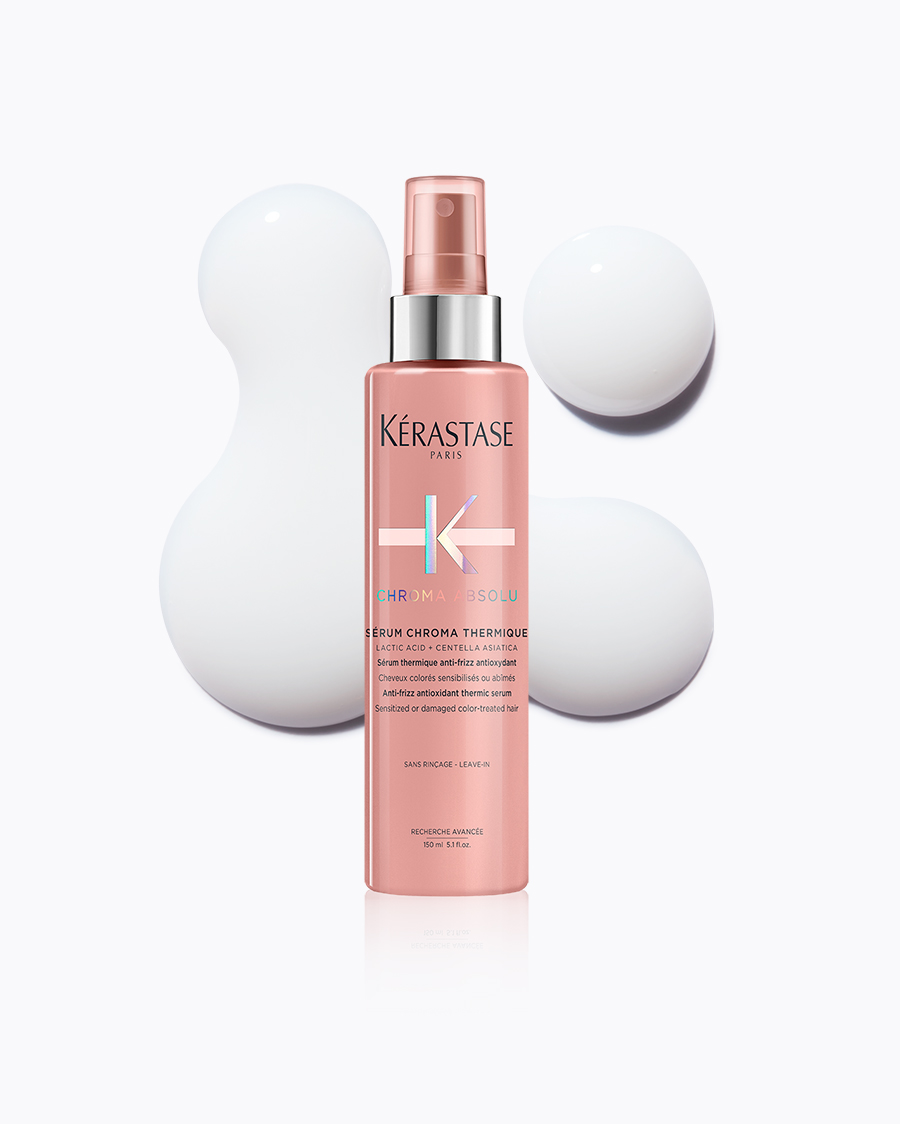 KÉRASTASE
PARIS
K
CHROMA ABSOLU
SÉRUM CHROMA THERMIQUE
LACTIC ACID + CENTELLA ASIATICA
Sérum thermique anti-frizz antioxydant
Cheveux colorés sensibilisés ou abîmés
Anti-frizz antioxidant thermic serum
Sensitized or damaged color-treated hair
SANS RINÇAGE - LEAVE-IN
RECHERCHE AVANCÉE
150 ml 5.1 fl.oz.